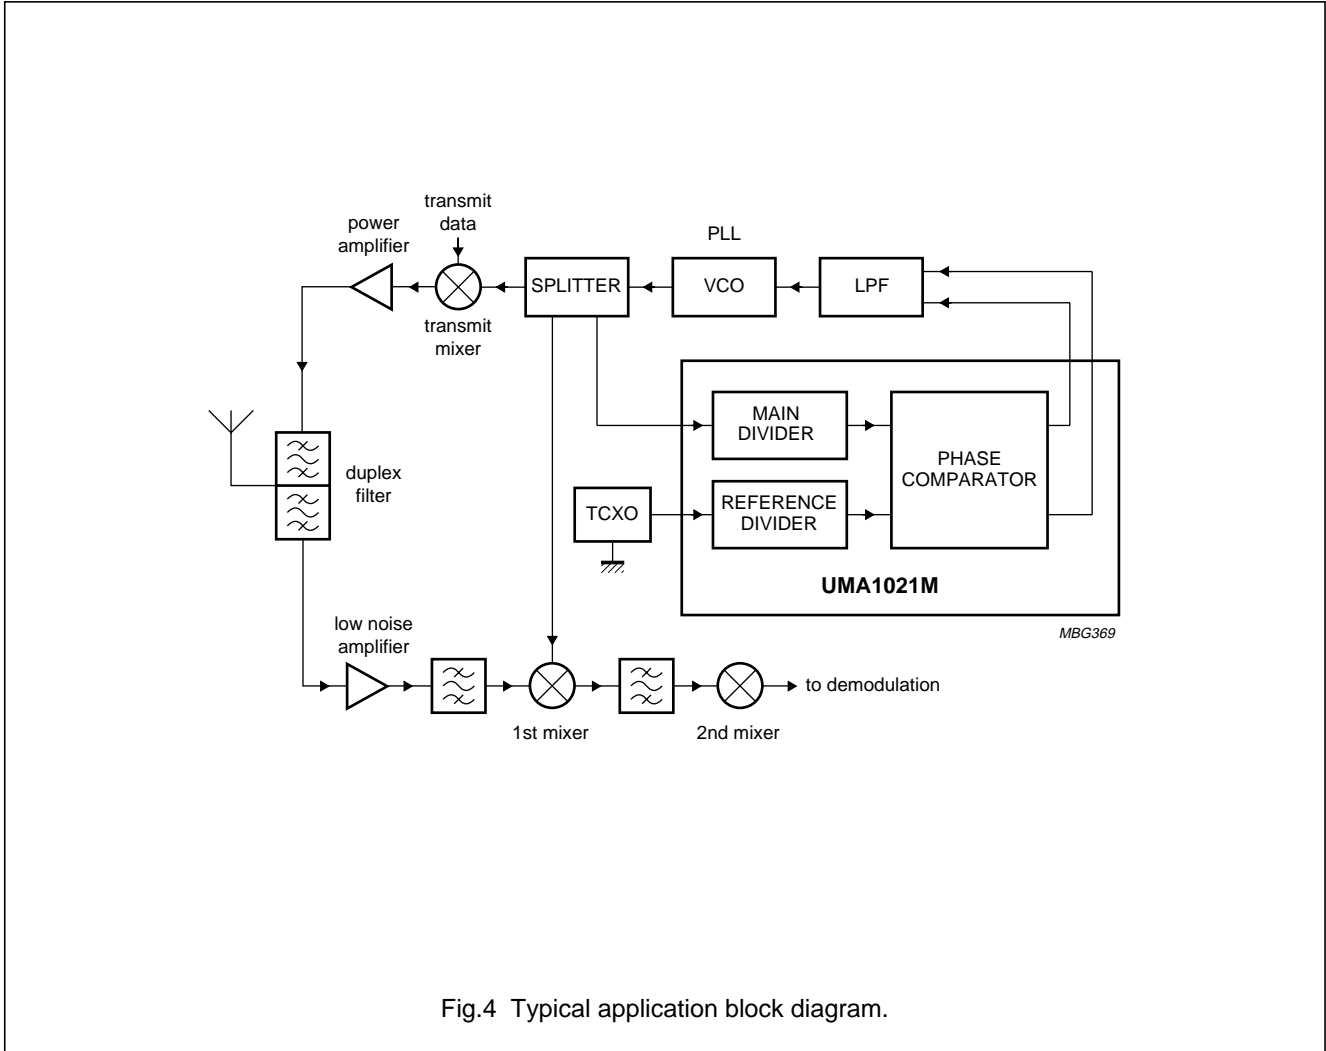 transmit
data
power
amplifier
PLL
SPLITTER
VCO
LPF
transmit
mixer
MAIN
DIVIDER
PHASE
COMPARATOR
duplex
filter
TCXO
REFERENCE
DIVIDER
UMA1021M
MBG369
low noise
amplifier
to demodulation
1st mixer
2nd mixer
Fig.4 Typical application block diagram.